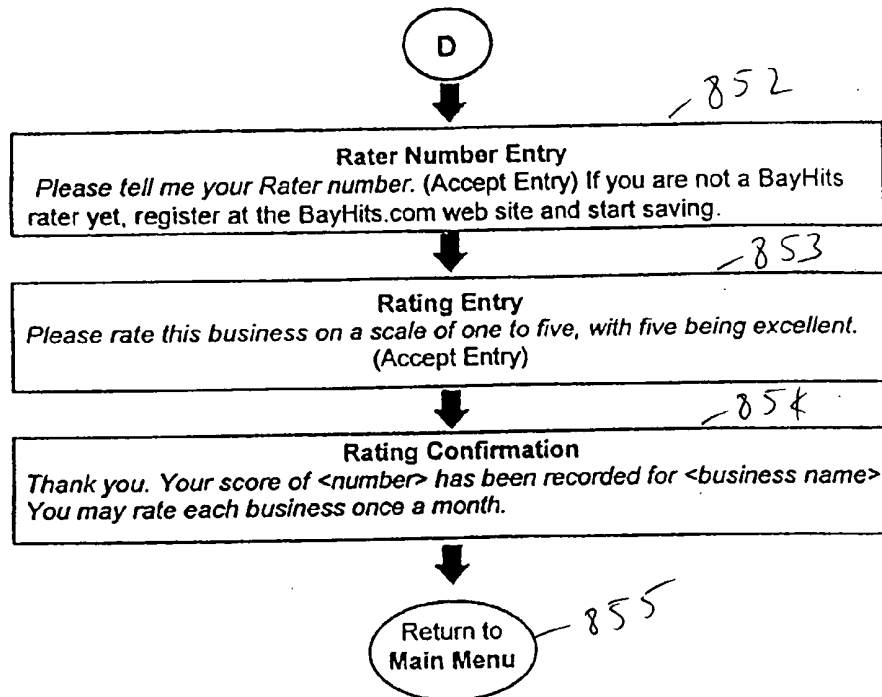 D
852
Rater Number Entry
Please tell me your Rater number. (Accept Entry) If you are not a BayHits
rater yet, register at the BayHits.com web site and start saving.
853
Rating Entry
Please rate this business on a scale of one to five, with five being excellent.
(Accept Entry)
854
Rating Confirmation
Thank you. Your score of <number> has been recorded for <business name>
You may rate each business once a month.
Return to
Main Menu
855